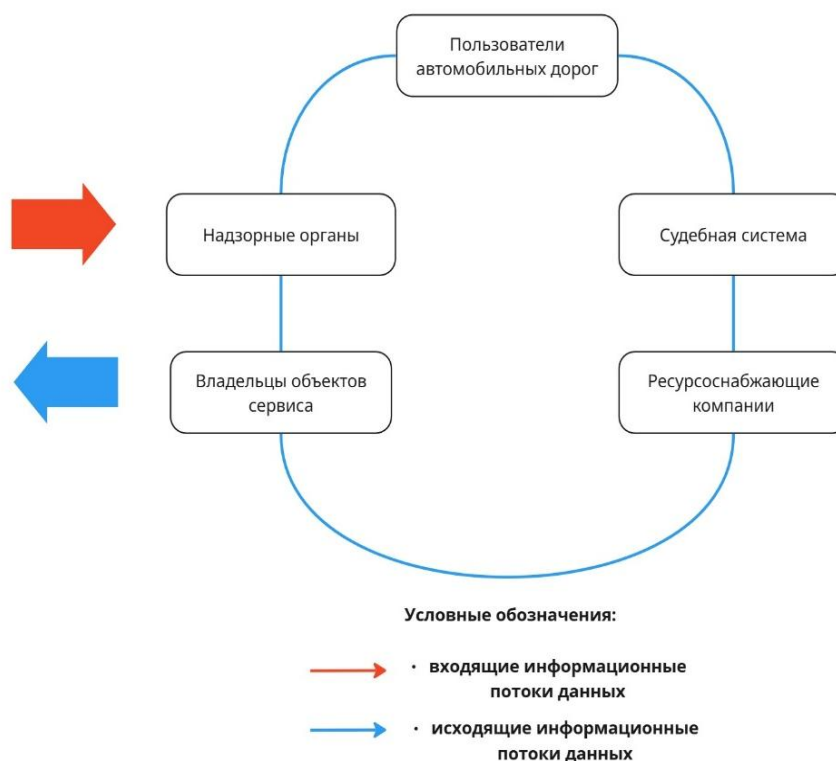 Пользователи
автомобильных дорог
Надзорные органы
Судебная система
Владельцы объектов
сервиса
Ресурсоснабжающие
компании
Условные обозначения:
· входящие информационные
потоки данных
· исходящие информационные
потоки данных